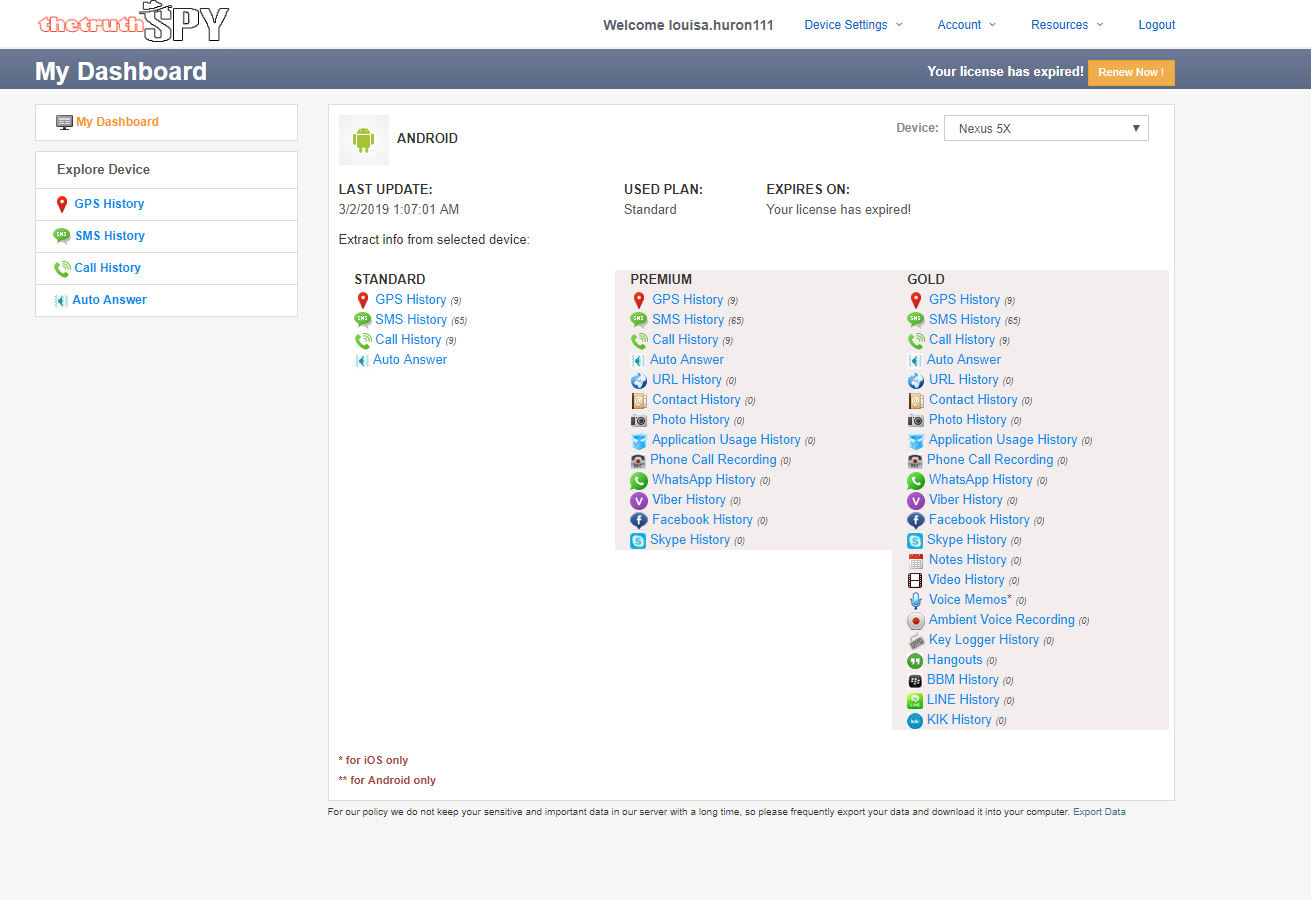 thetruthSPY
Welcome louisa.huron111 Device Settings Account Resources Logout
My Dashboard Your license has expired! Renew Now !
My Dashboard
Explore Device
GPS History
SMS History
Call History
Auto Answer
ANDROID Device: Nexus 5X
LAST UPDATE: USED PLAN: EXPIRES ON:
3/2/2019 1:07:01 AM Standard Your license has expired!
Extract info from selected device:
STANDARD
GPS History (9)
SMS History (65)
Call History (9)
Auto Answer
PREMIUM
GPS History (9)
SMS History (65)
Call History (9)
Auto Answer
URL History (0)
Contact History (0)
Photo History (0)
Application Usage History (0)
Phone Call Recording (0)
WhatsApp History (0)
Viber History (0)
Facebook History (0)
Skype History (0)
GOLD
GPS History (9)
SMS History (65)
Call History (9)
Auto Answer
URL History (0)
Contact History (0)
Photo History (0)
Application Usage History (0)
Phone Call Recording (0)
WhatsApp History (0)
Viber History (0)
Facebook History (0)
Skype History (0)
Notes History (0)
Video History (0)
Voice Memos* (0)
Ambient Voice Recording (0)
Key Logger History (0)
Hangouts (0)
BBM History (0)
LINE History (0)
KIK History (0)
* for iOS only
** for Android only
For our policy we do not keep your sensitive and important data in our server with a long time, so please frequently export your data and download it into your computer. Export Data